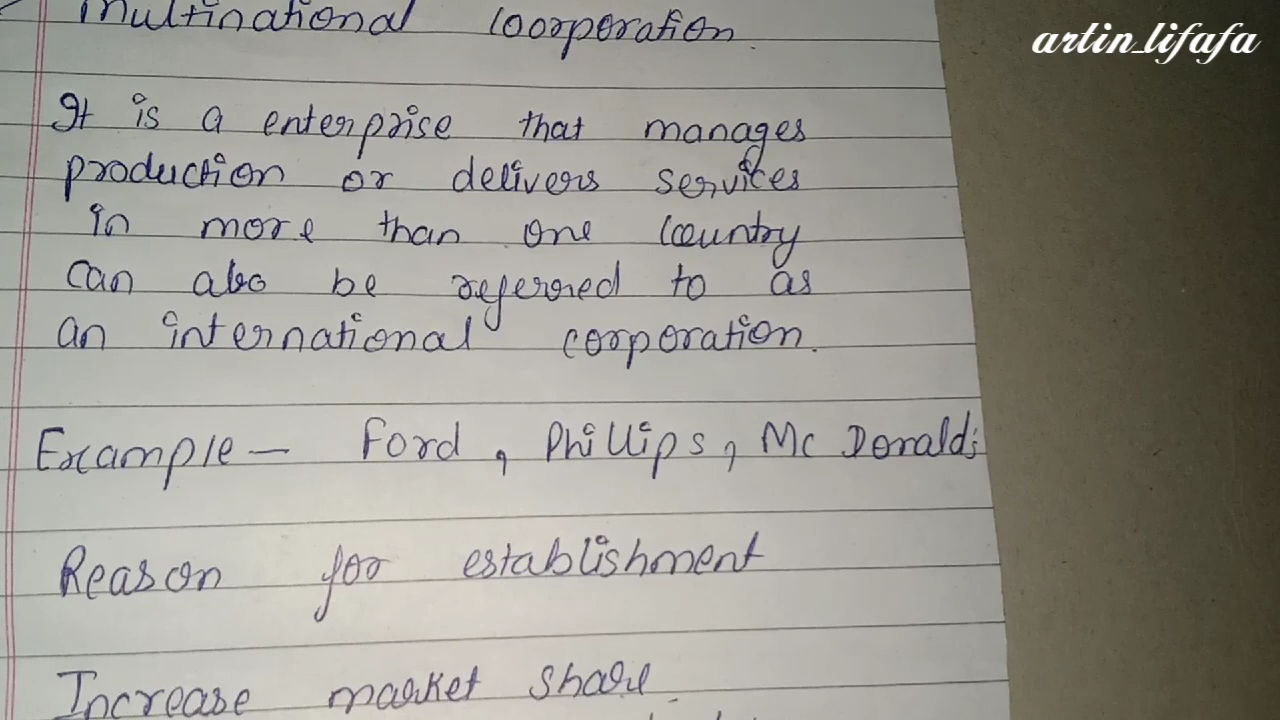 Multinational Coorporation.
artin_lifafa
It is a enterprise that manages
production or delivers services
in more than one country
can also be referred to as
an international corporation.
Example — Ford, Phillips, Mc Donald's
Reason for establishment
Increase market share.